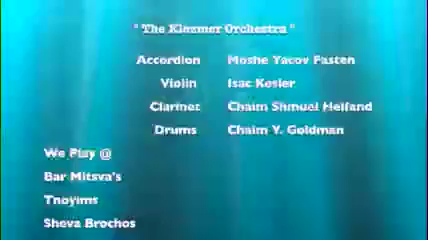 "The Klezmer Orchestra"
Accordion Moshe Yacov Fasten
Violin Isac Kosler
Clarinet Chaim Shmuel Helfand
Drums Chaim Y. Goldman
We Play @
Bar Mitsva's
Tnoyims
Sheva Brochos